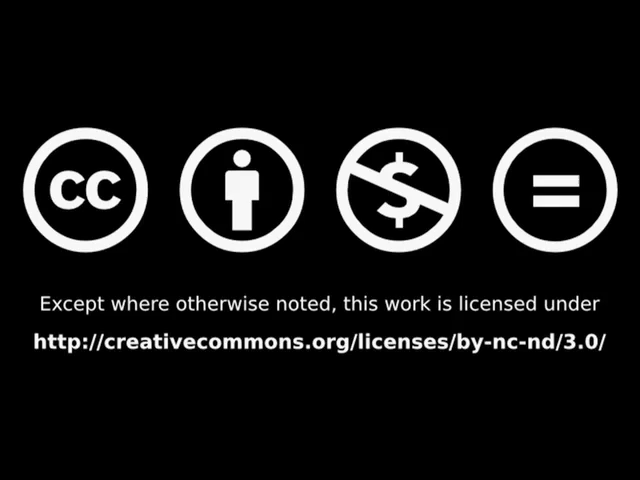 cc
$
=
Except where otherwise noted, this work is licensed under
http://creativecommons.org/licenses/by-nc-nd/3.0/